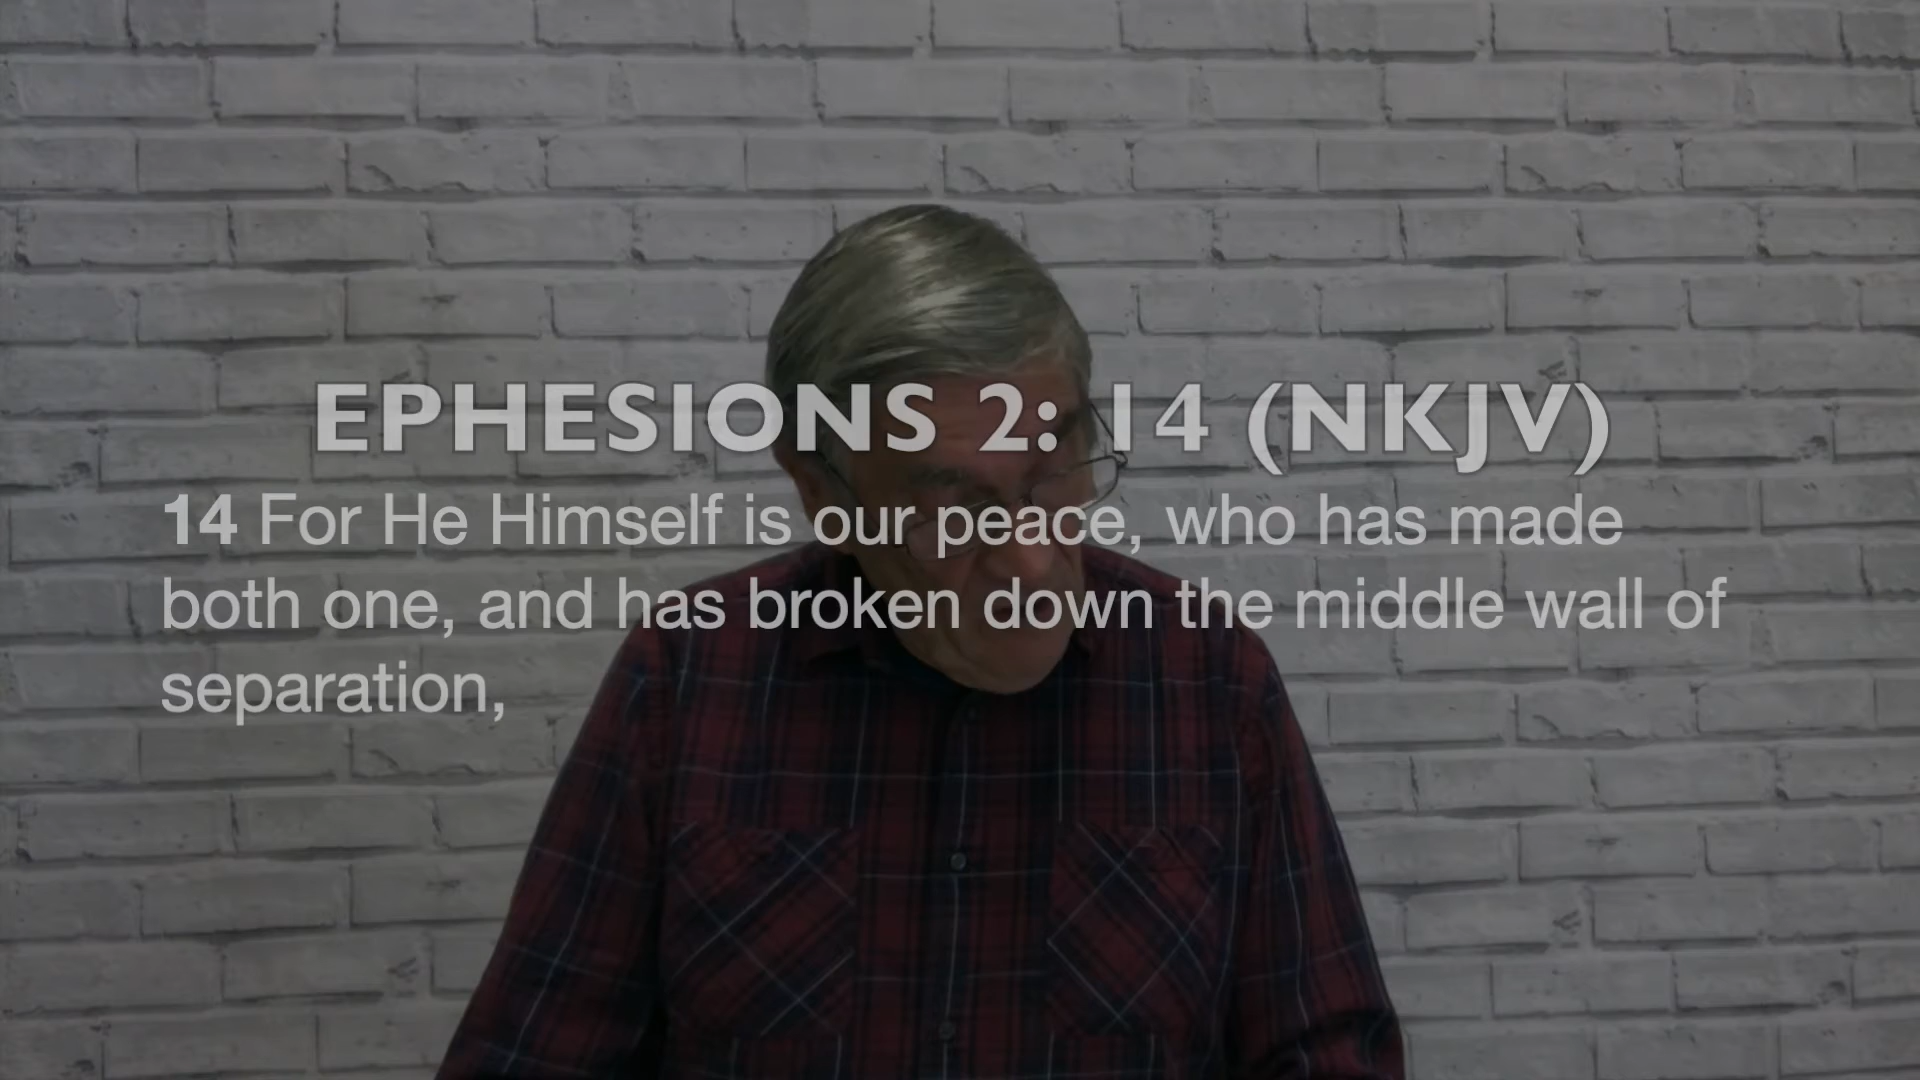 EPHESIONS 2: 14 (NKJV)
14 For He Himself is our peace, who has made
both one, and has broken down the middle wall of
separation,